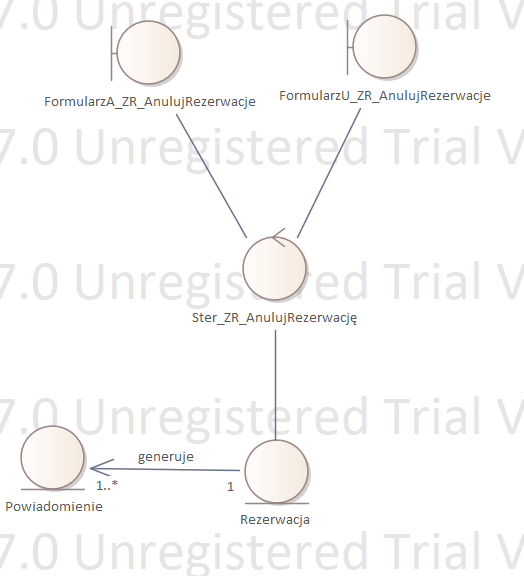 7.0 Unregistered Trial V
FormularzA_ZR_AnulujRezerwacje
FormularzU_ZR_AnulujRezerwacje
7.0 Unregistered Trial V
7.0 Unregistered Trial V
Ster_ZR_AnulujRezerwację
7.0 Unregistered Trial V
generuje
1..*
1
Powiadomienie
Rezerwacja
7.0 Unregistered Trial V